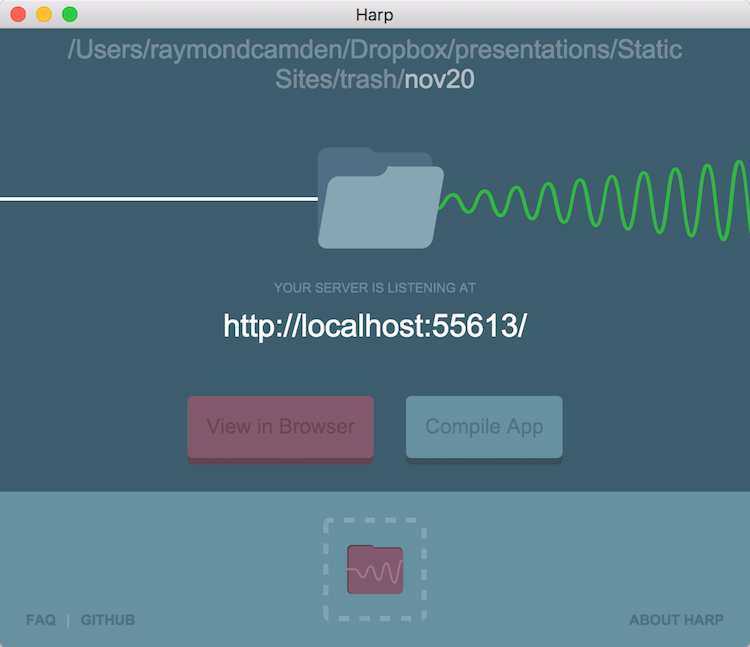 Harp
/Users/raymondcamden/Dropbox/presentations/Static
Sites/trash/nov20
YOUR SERVER IS LISTENING AT
http://localhost:55613/
View in Browser
Compile App
FAQ | GITHUB
ABOUT HARP